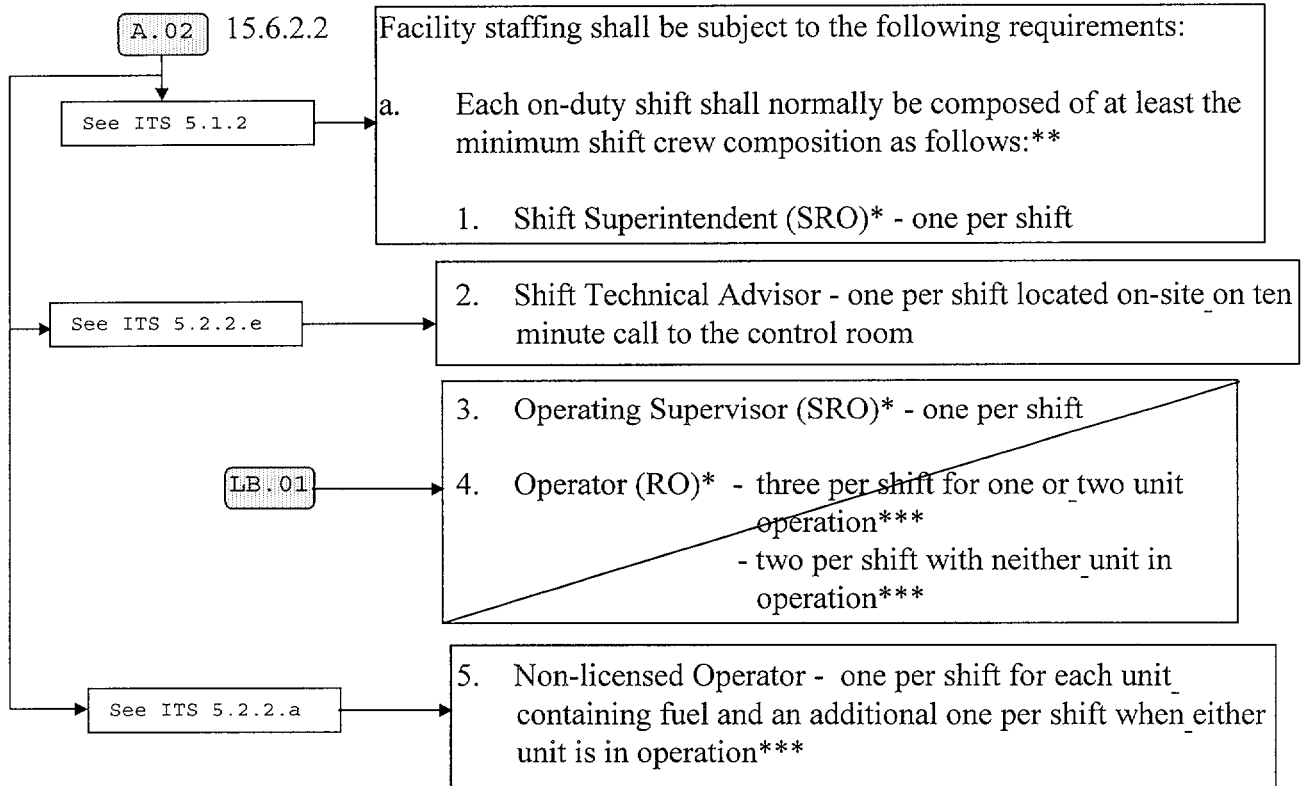 A.02 15.6.2.2 Facility staffing shall be subject to the following requirements:
See ITS 5.1.2
a. Each on-duty shift shall normally be composed of at least the
minimum shift crew composition as follows:**
1. Shift Superintendent (SRO)* - one per shift
See ITS 5.2.2.e
2. Shift Technical Advisor - one per shift located on-site on ten
minute call to the control room
3. Operating Supervisor (SRO)* - one per shift
LB.01
4. Operator (RO)* - three per shift for one or two unit
operation***
- two per shift with neither unit in
operation***
See ITS 5.2.2.a
5. Non-licensed Operator - one per shift for each unit
containing fuel and an additional one per shift when either
unit is in operation***